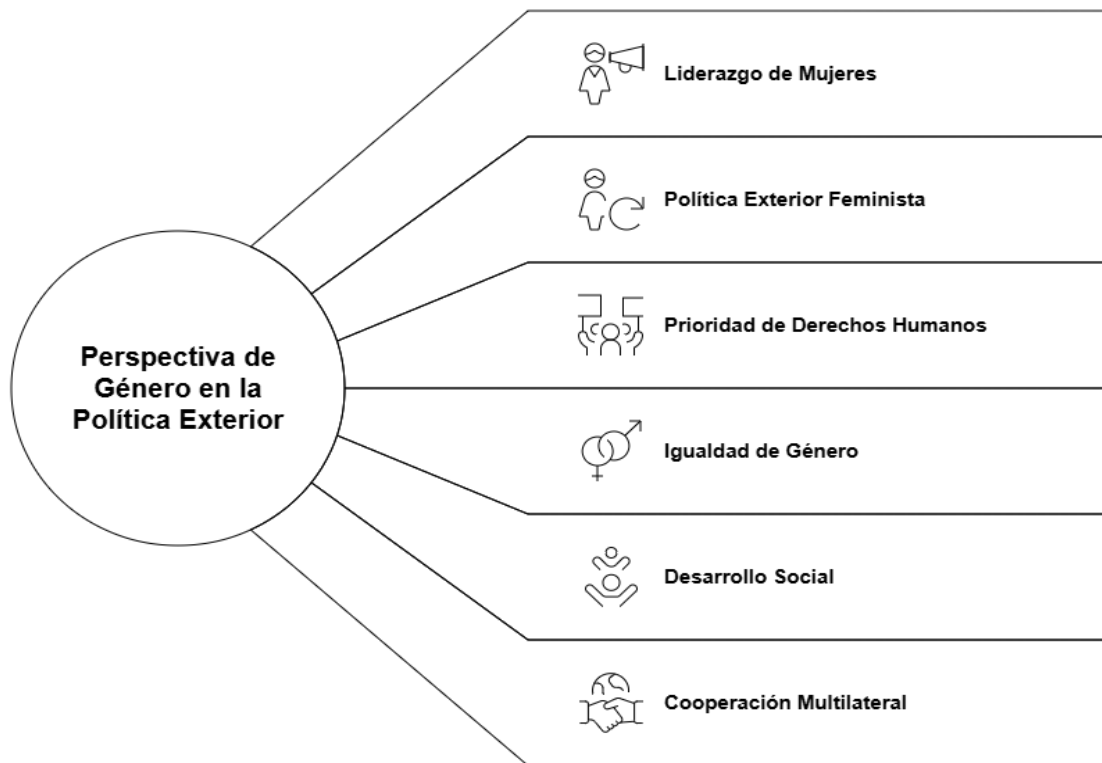 Liderazgo de Mujeres
Política Exterior Feminista
Prioridad de Derechos Humanos
Perspectiva de
Género en la
Política Exterior
Igualdad de Género
Desarrollo Social
Cooperación Multilateral